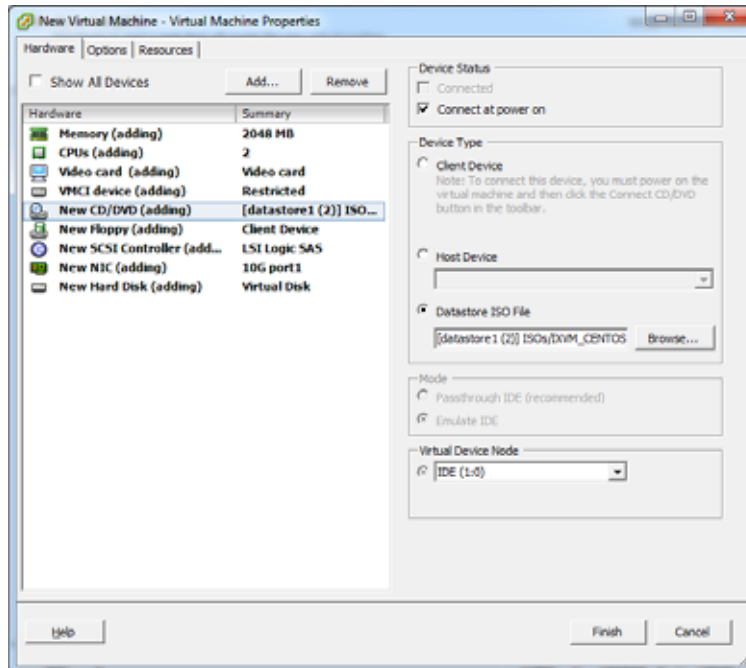 New Virtual Machine - Virtual Machine Properties
Hardware Options Resources
Show All Devices Add... Remove
Hardware Summary
Memory (adding) 2048 MB
CPUs (adding) 2
Video card (adding) Video card
VMCI device (adding) Restricted
New CD/DVD (adding) [datastore1 (2)] ISO...
New Floppy (adding) Client Device
New SCSI Controller (add... LSI Logic SAS
New NIC (adding) 10G port1
New Hard Disk (adding) Virtual Disk
Device Status
Connected
Connect at power on
Device Type
Client Device
Note: To connect this device, you must power on the
virtual machine and then click the Connect CD/DVD
button in the toolbar.
Host Device
Datastore ISO File
[datastore1 (2)] ISOs/IXVM_CENTOS Browse...
Mode
Passthrough IDE (recommended)
Emulate IDE
Virtual Device Node
IDE (1:0)
Help Finish Cancel